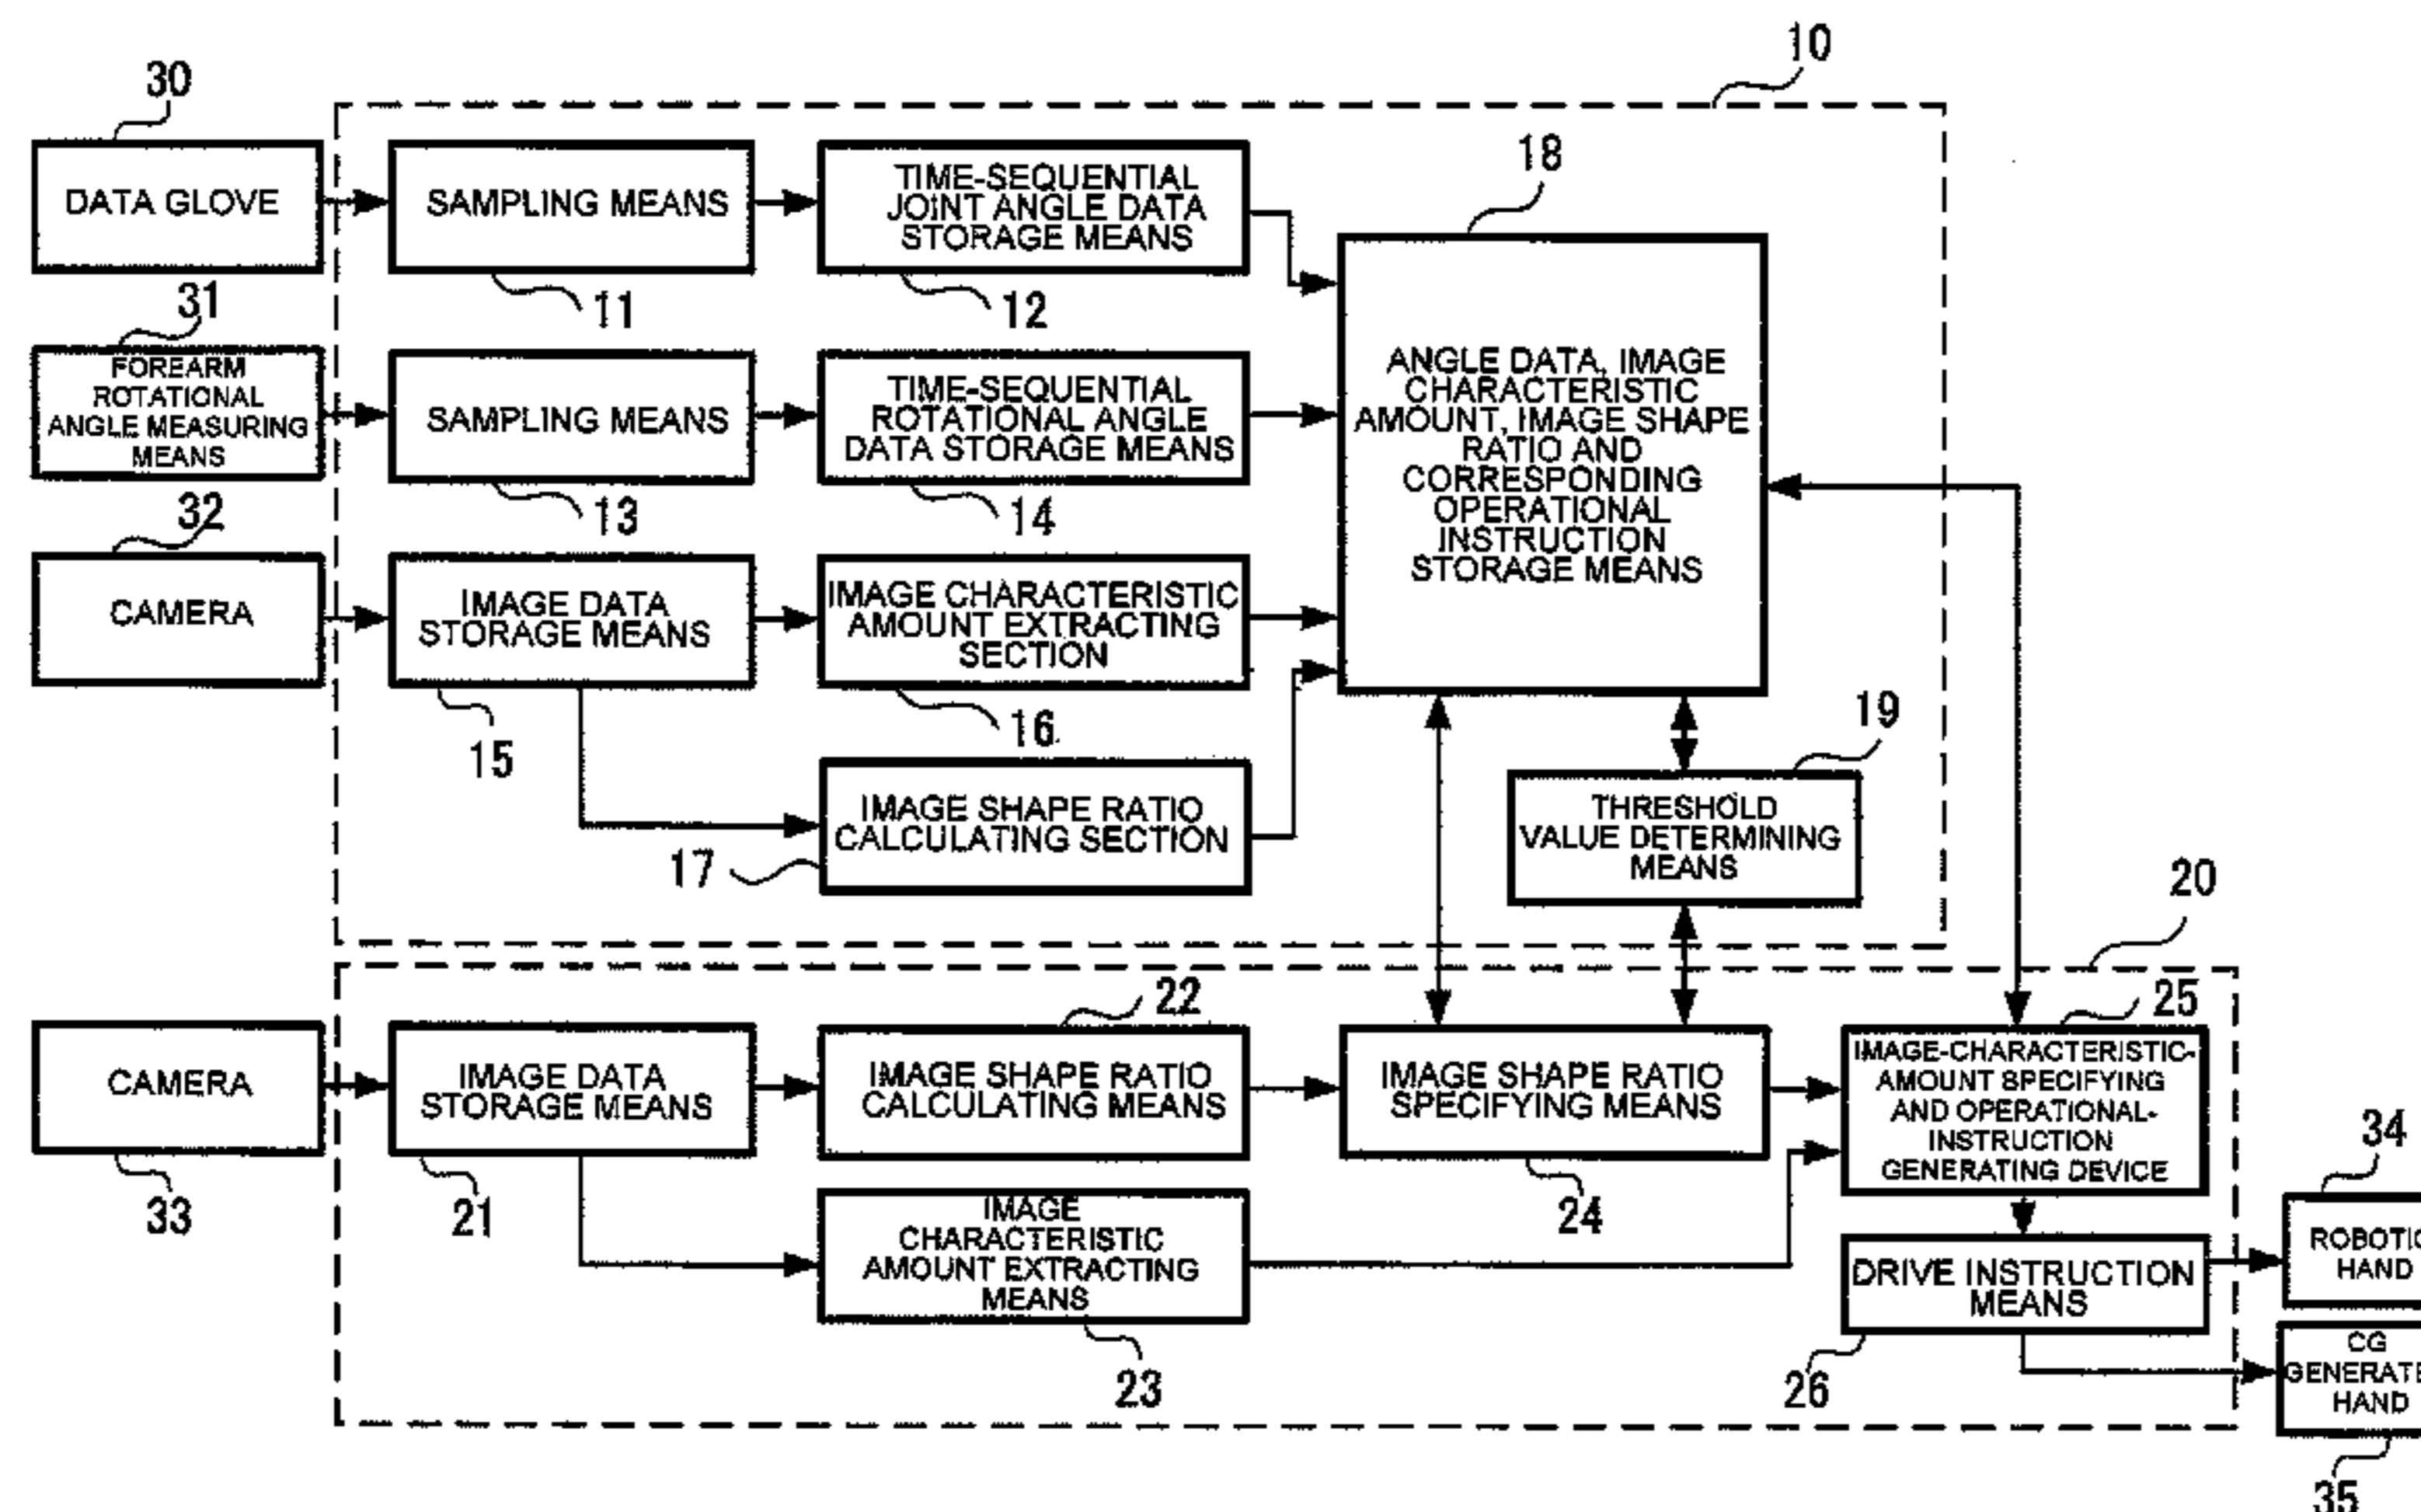 10
30
18
DATA GLOVE
SAMPLING MEANS
TIME-SEQUENTIAL
JOINT ANGLE DATA
STORAGE MEANS
31
11
12
FOREARM
ROTATIONAL
ANGLE MEASURING
MEANS
SAMPLING MEANS
TIME-SEQUENTIAL
ROTATIONAL ANGLE
DATA STORAGE MEANS
ANGLE DATA, IMAGE
CHARACTERISTIC
AMOUNT, IMAGE SHAPE
RATIO AND
CORRESPONDING
OPERATIONAL
INSTRUCTION
STORAGE MEANS
32
13
14
CAMERA
IMAGE DATA
STORAGE MEANS
IMAGE CHARACTERISTIC
AMOUNT EXTRACTING
SECTION
15
16
19
IMAGE SHAPE RATIO
CALCULATING SECTION
17
THRESHOLD
VALUE DETERMINING
MEANS
20
22
25
CAMERA
IMAGE DATA
STORAGE MEANS
IMAGE SHAPE RATIO
CALCULATING MEANS
IMAGE SHAPE RATIO
SPECIFYING MEANS
IMAGE-CHARACTERISTIC-
AMOUNT SPECIFYING
AND OPERATIONAL-
INSTRUCTION
GENERATING DEVICE
33
21
24
34
IMAGE
CHARACTERISTIC
AMOUNT EXTRACTING
MEANS
23
DRIVE INSTRUCTION
MEANS
26
ROBOTIC
HAND
CG
GENERATE
HAND
35